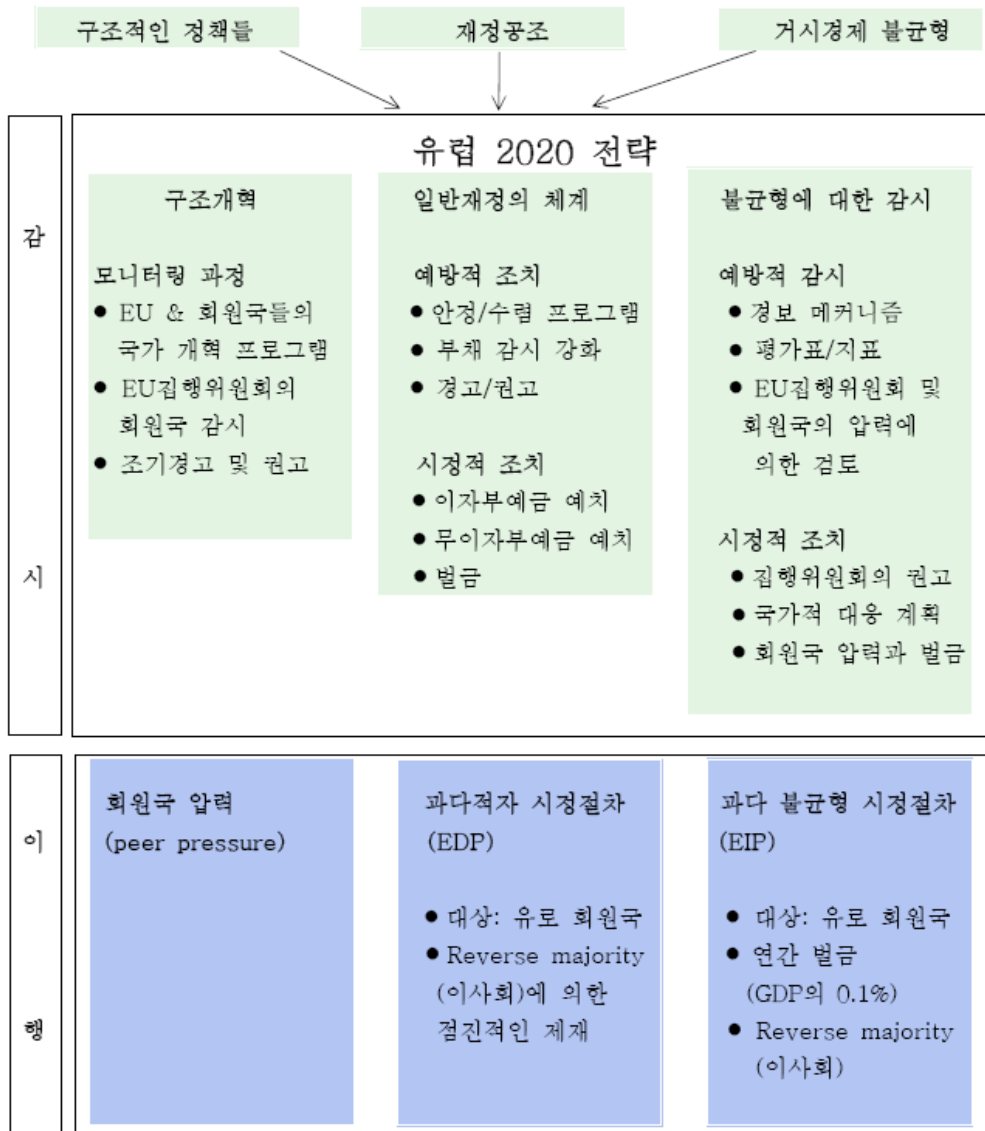 구조적인 정책들
재정공조
거시경제 불균형
감
시
유럽 2020 전략
구조개혁
모니터링 과정
● EU & 회원국들의
국가 개혁 프로그램
● EU집행위원회의
회원국 감시
● 조기경고 및 권고
일반재정의 체계
예방적 조치
● 안정/수렴 프로그램
● 부채 감시 강화
● 경고/권고
시정적 조치
● 이자부예금 예치
● 무이자부예금 예치
● 벌금
불균형에 대한 감시
예방적 감시
● 경보 메커니즘
● 평가표/지표
● EU집행위원회 및
회원국의 압력에
의한 검토
시정적 조치
● 집행위원회의 권고
● 국가적 대응 계획
● 회원국 압력과 벌금
이
행
회원국 압력
(peer pressure)
과다적자 시정절차
(EDP)
● 대상: 유로 회원국
● Reverse majority
(이사회)에 의한
점진적인 제재
과다 불균형 시정절차
(EIP)
● 대상: 유로 회원국
● 연간 벌금
(GDP의 0.1%)
● Reverse majority
(이사회)